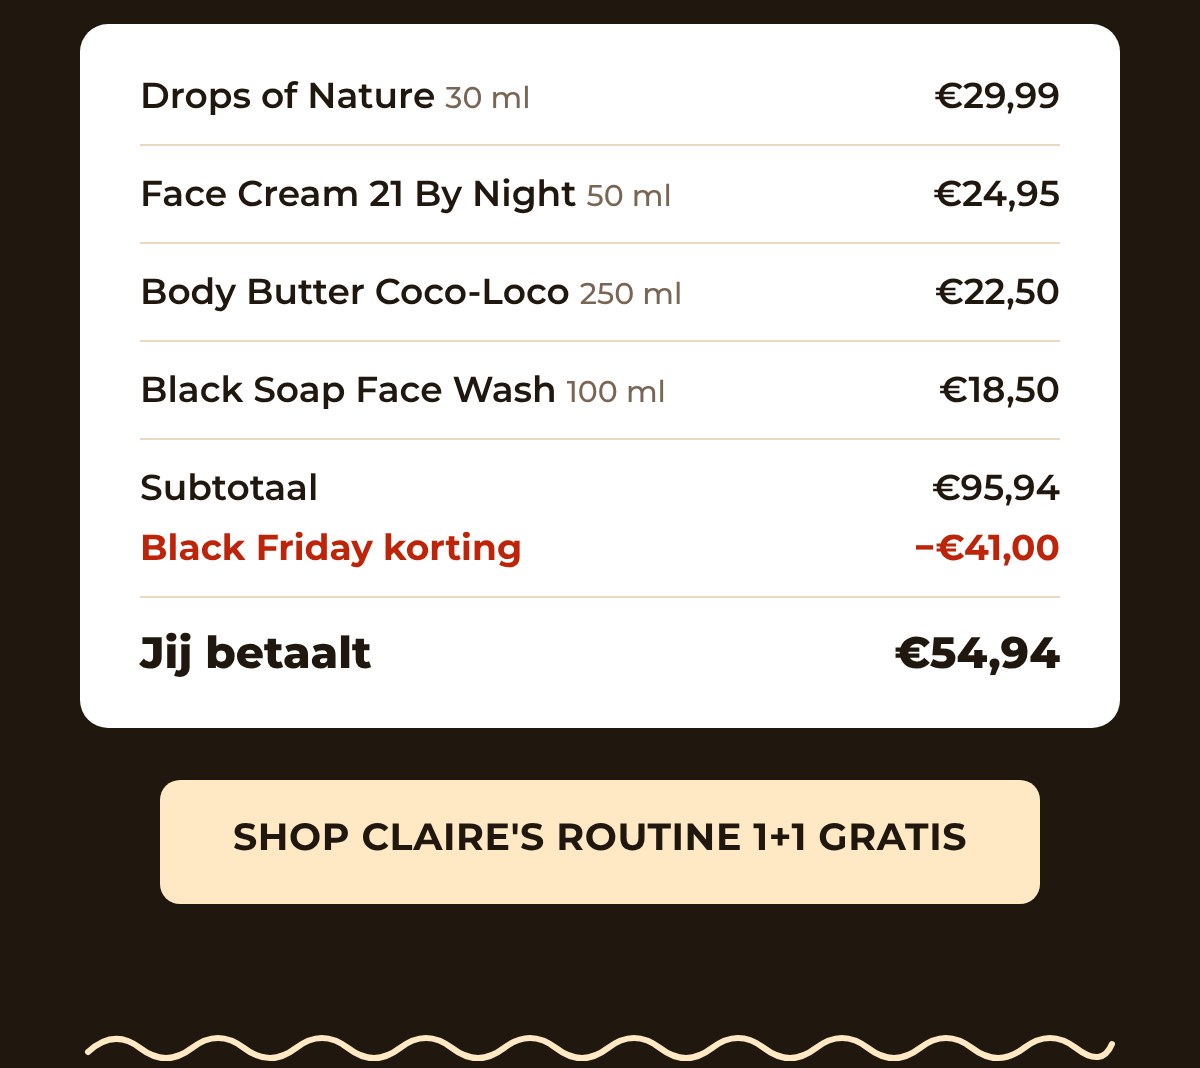 Drops of Nature 30 ml €29,99
Face Cream 21 By Night 50 ml €24,95
Body Butter Coco-Loco 250 ml €22,50
Black Soap Face Wash 100 ml €18,50
Subtotaal €95,94
Black Friday korting −€41,00
Jij betaalt €54,94
SHOP CLAIRE'S ROUTINE 1+1 GRATIS